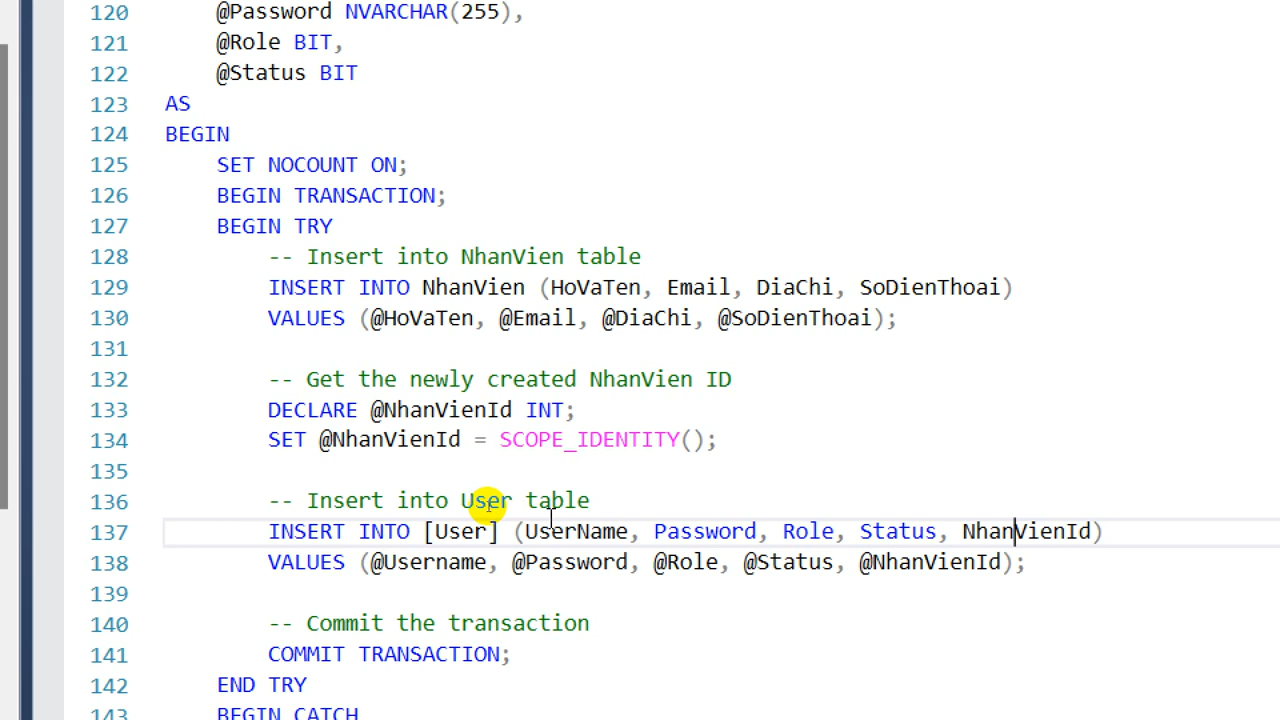 120 @Password NVARCHAR(255),
121 @Role BIT,
122 @Status BIT
123 AS
124 BEGIN
125 SET NOCOUNT ON;
126 BEGIN TRANSACTION;
127 BEGIN TRY
128 -- Insert into NhanVien table
129 INSERT INTO NhanVien (HoVaTen, Email, DiaChi, SoDienThoai)
130 VALUES (@HoVaTen, @Email, @DiaChi, @SoDienThoai);
131
132 -- Get the newly created NhanVien ID
133 DECLARE @NhanVienId INT;
134 SET @NhanVienId = SCOPE_IDENTITY();
135
136 -- Insert into User table
137 INSERT INTO [User] (UserName, Password, Role, Status, NhanVienId)
138 VALUES (@Username, @Password, @Role, @Status, @NhanVienId);
139
140 -- Commit the transaction
141 COMMIT TRANSACTION;
142 END TRY
143 BEGIN CATCH